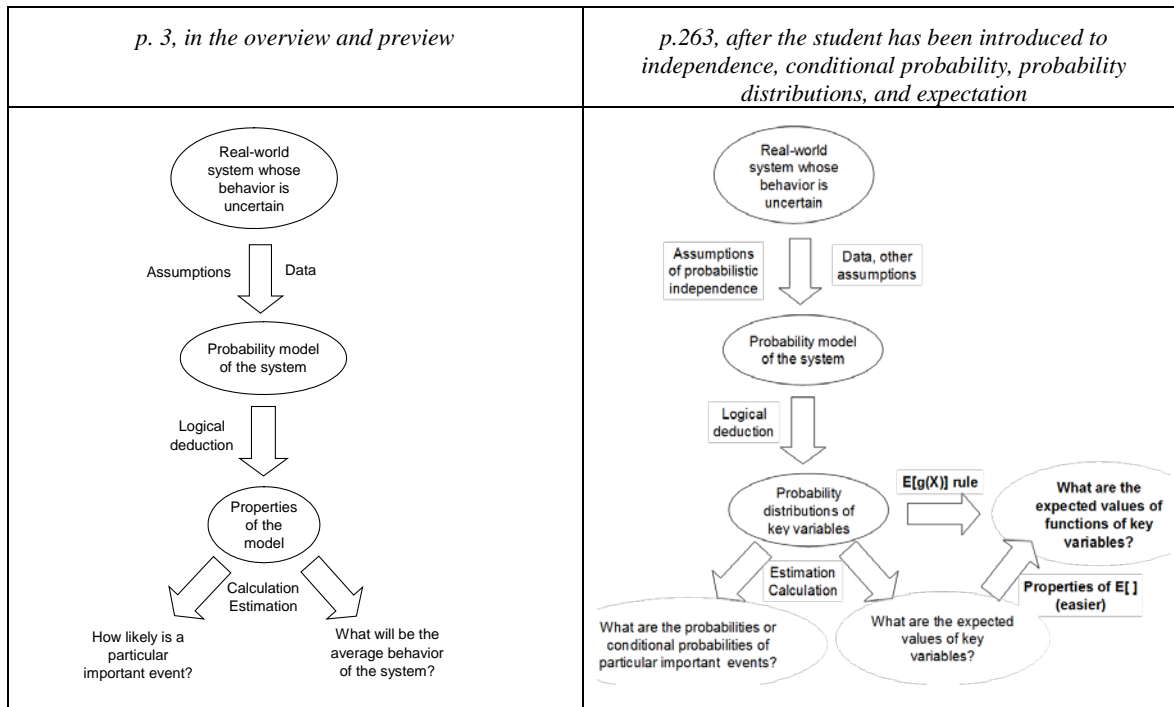 p. 3, in the overview and preview
Real-world
system whose
behavior is
uncertain
Assumptions
Data
Probability model
of the system
Logical
deduction
Properties
of the
model
Calculation
Estimation
How likely is a
particular
important event?
What will be the
average behavior
of the system?
p.263, after the student has been introduced to
independence, conditional probability, probability
distributions, and expectation
Real-world
system whose
behavior is
uncertain
Assumptions
of probabilistic
independence
Data, other
assumptions
Probability model
of the system
Logical
deduction
Probability
distributions of
key variables
E[g(X)] rule
What are the
expected values of
functions of key
variables?
Estimation
Calculation
Properties of E[ ]
(easier)
What are the probabilities or
conditional probabilities of
particular important events?
What are the expected
values of key
variables?